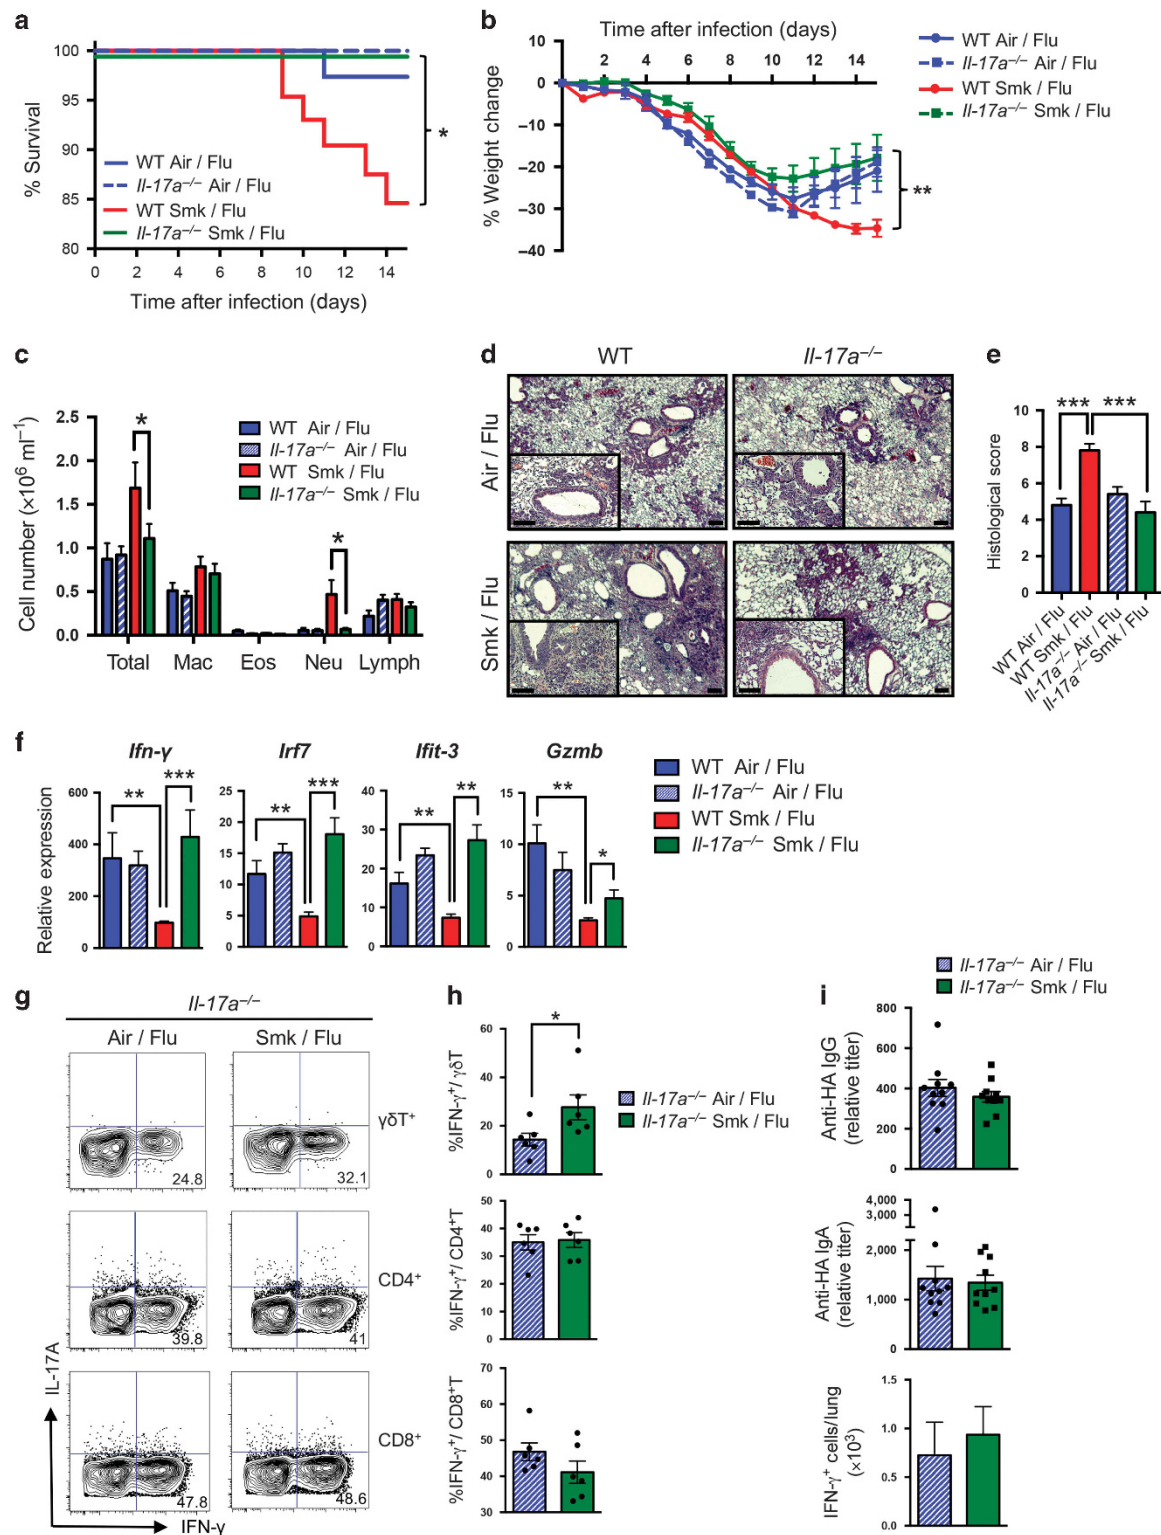 a
% Survival
100
95
90
85
80
0 2 4 6 8 10 12 14
Time after infection (days)
WT Air / Flu
Il-17a−/− Air / Flu
WT Smk / Flu
Il-17a−/− Smk / Flu
*
b
Time after infection (days)
% Weight change
10
0
−10
−20
−30
−40
2 4 6 8 10 12 14
WT Air / Flu
Il-17a−/− Air / Flu
WT Smk / Flu
Il-17a−/− Smk / Flu
**
c
Cell number (×10⁶ ml⁻¹)
2.5
2.0
1.5
1.0
0.5
0.0
Total Mac Eos Neu Lymph
* *
WT Air / Flu
Il-17a−/− Air / Flu
WT Smk / Flu
Il-17a−/− Smk / Flu
d
WT Il-17a−/−
Air / Flu
Smk / Flu
e
Histological score
10
8
6
4
2
0
*** ***
WT Air / Flu
WT Smk / Flu
Il-17a−/− Air / Flu
Il-17a−/− Smk / Flu
f
Relative expression
Ifn-γ
600
400
200
0
** ***
Irf7
25
20
15
10
5
0
** ***
Ifit-3
40
30
20
10
0
** **
Gzmb
15
10
5
0
** *
WT Air / Flu
Il-17a−/− Air / Flu
WT Smk / Flu
Il-17a−/− Smk / Flu
g
Il-17a−/−
Air / Flu Smk / Flu
γδT⁺
24.8 32.1
CD4⁺
39.8 41
CD8⁺
47.8 48.6
IL-17A
IFN-γ
h
%IFN-γ⁺/ γδT
60
40
20
0
*
Il-17a−/− Air / Flu
Il-17a−/− Smk / Flu
%IFN-γ⁺/ CD4⁺T
50
40
30
20
10
0
%IFN-γ⁺/ CD8⁺T
70
60
50
40
30
i
Il-17a−/− Air / Flu
Il-17a−/− Smk / Flu
Anti-HA IgG
(relative titer)
800
600
400
200
0
Anti-HA IgA
(relative titer)
4,000
3,000
2,000
1,000
0
IFN-γ⁺ cells/lung
(×10³)
1.5
1.0
0.5
0.0